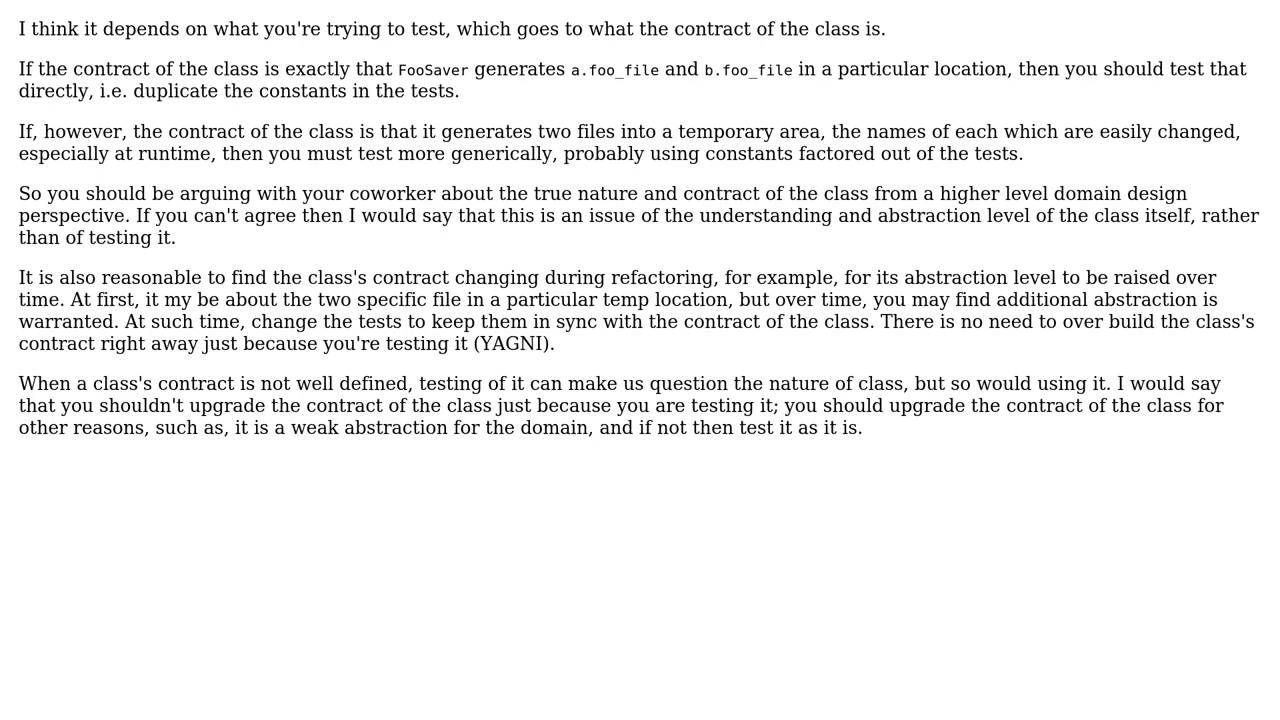 I think it depends on what you're trying to test, which goes to what the contract of the class is.
If the contract of the class is exactly that FooSaver generates a.foo_file and b.foo_file in a particular location, then you should test that
directly, i.e. duplicate the constants in the tests.
If, however, the contract of the class is that it generates two files into a temporary area, the names of each which are easily changed,
especially at runtime, then you must test more generically, probably using constants factored out of the tests.
So you should be arguing with your coworker about the true nature and contract of the class from a higher level domain design
perspective. If you can't agree then I would say that this is an issue of the understanding and abstraction level of the class itself, rather
than of testing it.
It is also reasonable to find the class's contract changing during refactoring, for example, for its abstraction level to be raised over
time. At first, it my be about the two specific file in a particular temp location, but over time, you may find additional abstraction is
warranted. At such time, change the tests to keep them in sync with the contract of the class. There is no need to over build the class's
contract right away just because you're testing it (YAGNI).
When a class's contract is not well defined, testing of it can make us question the nature of class, but so would using it. I would say
that you shouldn't upgrade the contract of the class just because you are testing it; you should upgrade the contract of the class for
other reasons, such as, it is a weak abstraction for the domain, and if not then test it as it is.